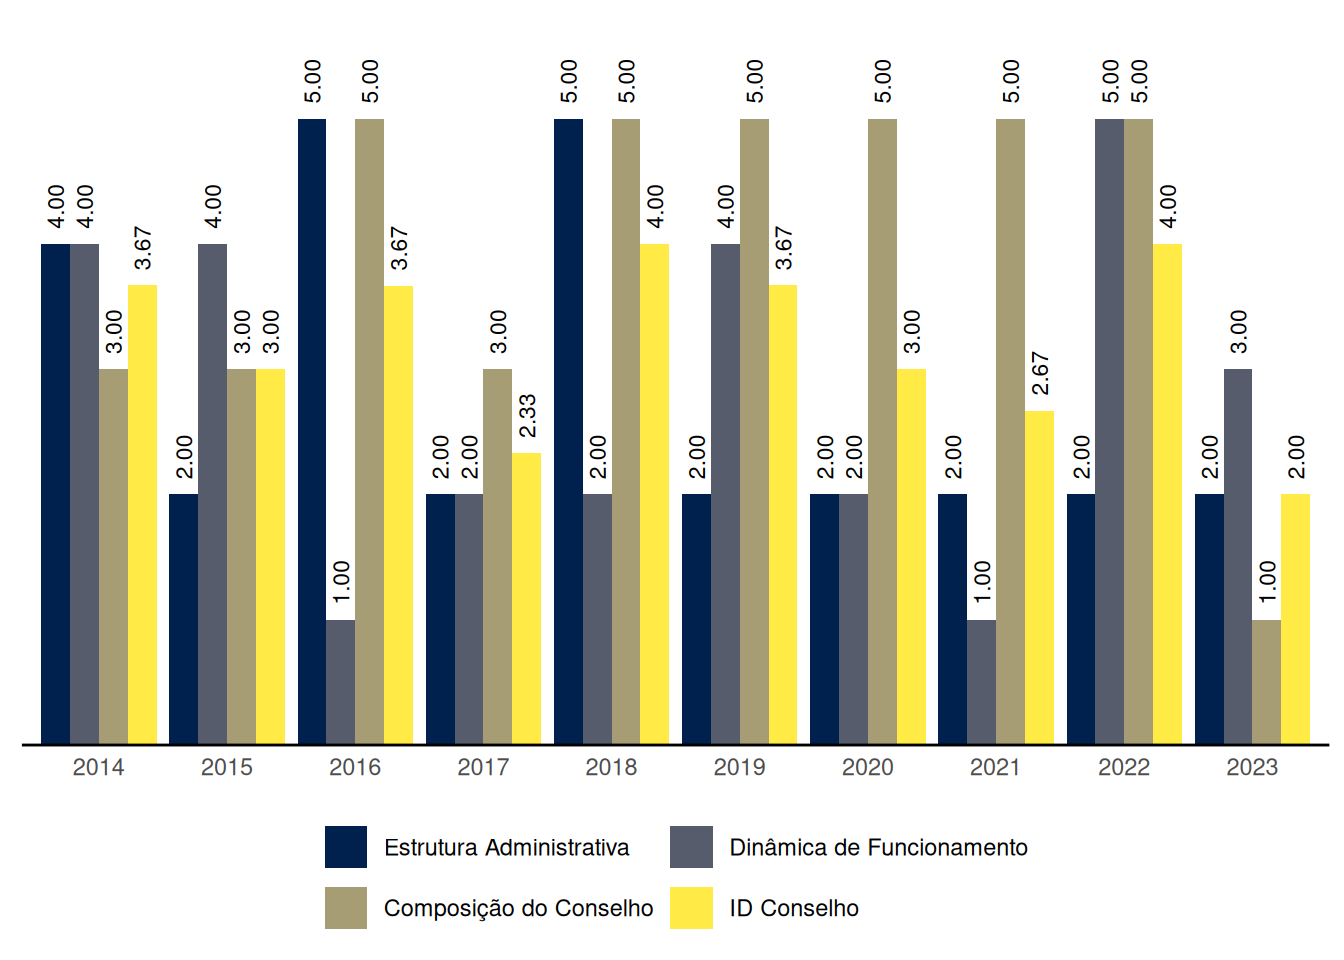 5.00 5.00 5.00 5.00 5.00 5.00 5.00 5.00 5.00
4.00 4.00 4.00 4.00 4.00 4.00
3.67 3.67 3.67
3.00 3.00 3.00 3.00 3.00 3.00
2.67
2.33
2.00 2.00 2.00 2.00 2.00 2.00 2.00 2.00 2.00 2.00 2.00
1.00 1.00 1.00
2014 2015 2016 2017 2018 2019 2020 2021 2022 2023
Estrutura Administrativa Dinâmica de Funcionamento
Composição do Conselho ID Conselho